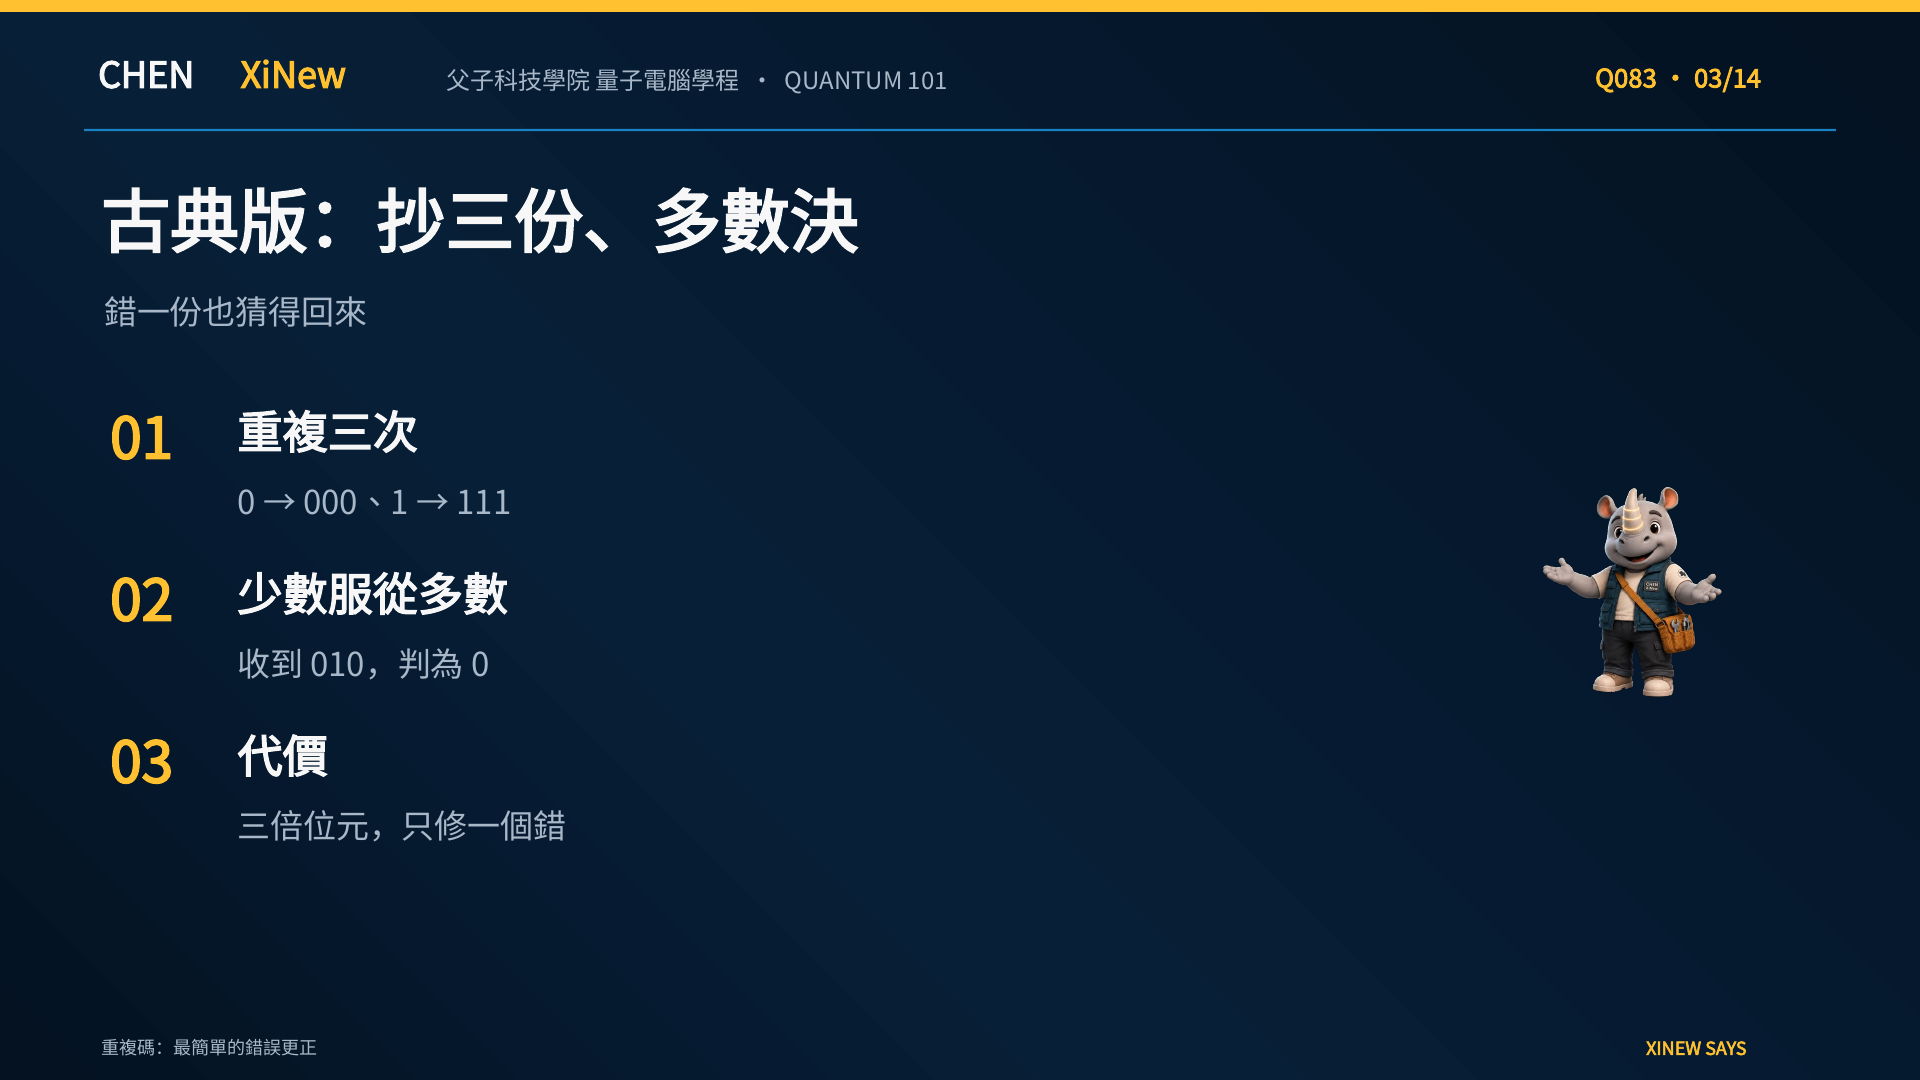 CHEN XiNew 父子科技學院 量子電腦學程 • QUANTUM 101 Q083 • 03/14
古典版：抄三份、多數決
錯一份也猜得回來
01 重複三次
0 → 000、1 → 111
02 少數服從多數
收到 010，判為 0
03 代價
三倍位元，只修一個錯
重複碼：最簡單的錯誤更正
XINEW SAYS